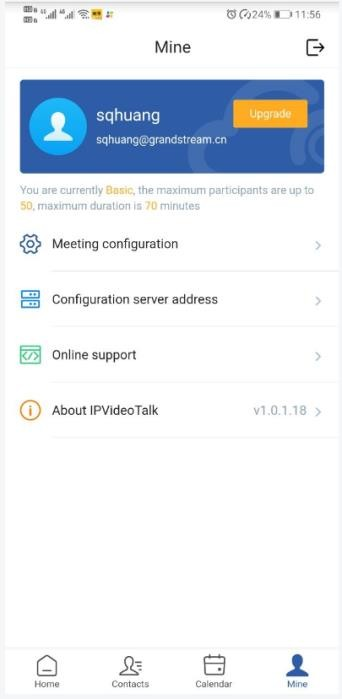 24% 11:56
Mine
sqhuang
Upgrade
sqhuang@grandstream.cn
You are currently Basic, the maximum participants are up to
50, maximum duration is 70 minutes
Meeting configuration
Configuration server address
Online support
About IPVideoTalk v1.0.1.18
Home Contacts Calendar Mine